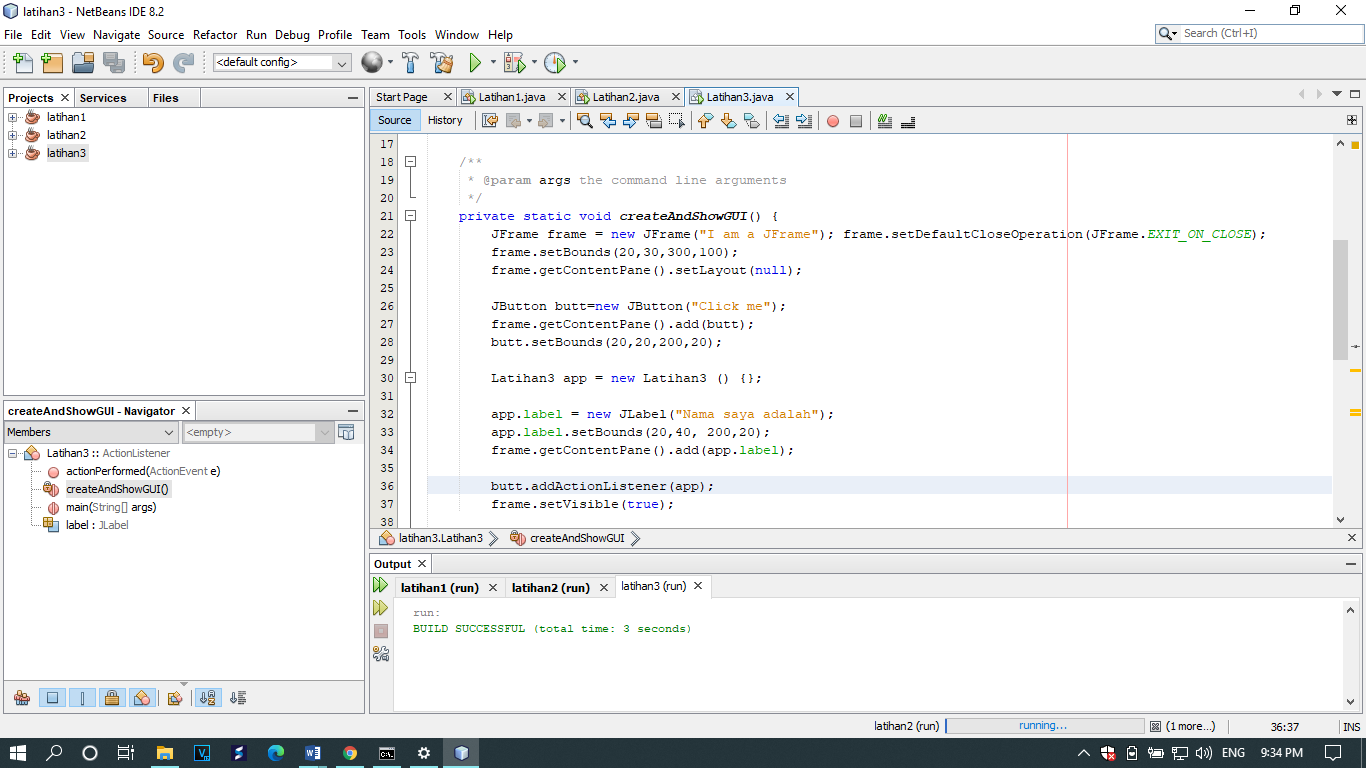 latihan3 - NetBeans IDE 8.2
File Edit View Navigate Source Refactor Run Debug Profile Team Tools Window Help
Search (Ctrl+I)
<default config>
Projects Services Files
latihan1
latihan2
latihan3
Start Page Latihan1.java Latihan2.java Latihan3.java
Source History
17
18 /**
19 * @param args the command line arguments
20 */
21 private static void createAndShowGUI() {
22 JFrame frame = new JFrame("I am a JFrame"); frame.setDefaultCloseOperation(JFrame.EXIT_ON_CLOSE);
23 frame.setBounds(20,30,300,100);
24 frame.getContentPane().setLayout(null);
25
26 JButton butt=new JButton("Click me");
27 frame.getContentPane().add(butt);
28 butt.setBounds(20,20,200,20);
29
30 Latihan3 app = new Latihan3 () {};
31
32 app.label = new JLabel("Nama saya adalah");
33 app.label.setBounds(20,40, 200,20);
34 frame.getContentPane().add(app.label);
35
36 butt.addActionListener(app);
37 frame.setVisible(true);
38
latihan3.Latihan3 createAndShowGUI
createAndShowGUI - Navigator
Members <empty>
Latihan3 :: ActionListener
actionPerformed(ActionEvent e)
createAndShowGUI()
main(String[] args)
label : JLabel
Output
latihan1 (run) latihan2 (run) latihan3 (run)
run:
BUILD SUCCESSFUL (total time: 3 seconds)
latihan2 (run) running... (1 more...) 36:37 INS
ENG 9:34 PM